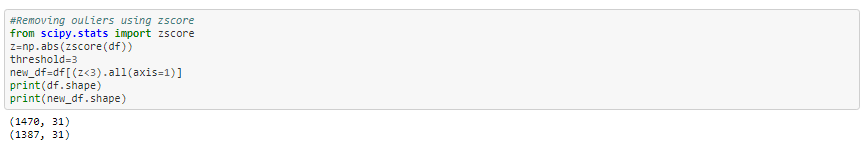 #Removing ouliers using zscore
from scipy.stats import zscore
z=np.abs(zscore(df))
threshold=3
new_df=df[(z<3).all(axis=1)]
print(df.shape)
print(new_df.shape)
(1470, 31)
(1387, 31)